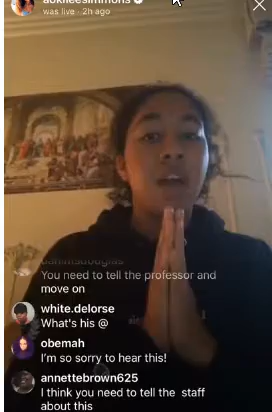 aokileesimmons
was live · 2h ago
You need to tell the professor and
move on
white.delorse
What's his @
obemah
I'm so sorry to hear this!
annettebrown625
I think you need to tell the staff
about this